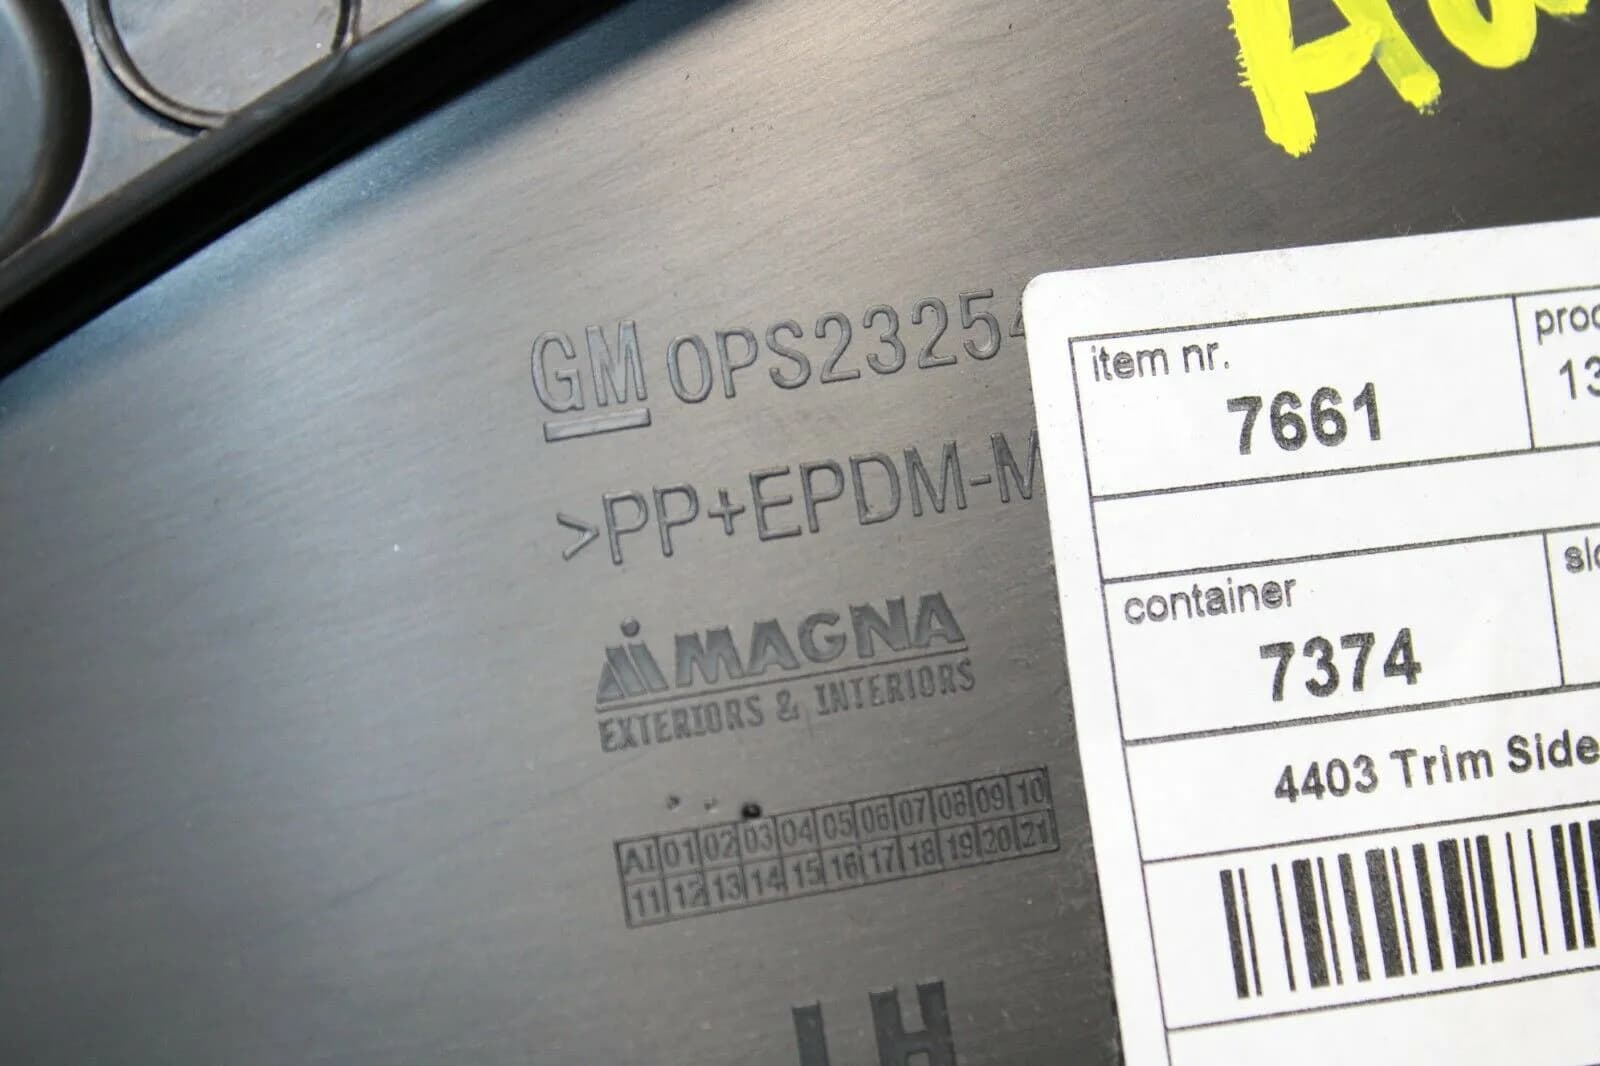 GM OPS23254
>PP+EPDM-M
MAGNA
EXTERIORS & INTERIORS
AI 01 02 03 04 05 06 07 08 09 10
11 12 13 14 15 16 17 18 19 20 21
LH
item nr.
7661
13
container
7374
4403 Trim Side